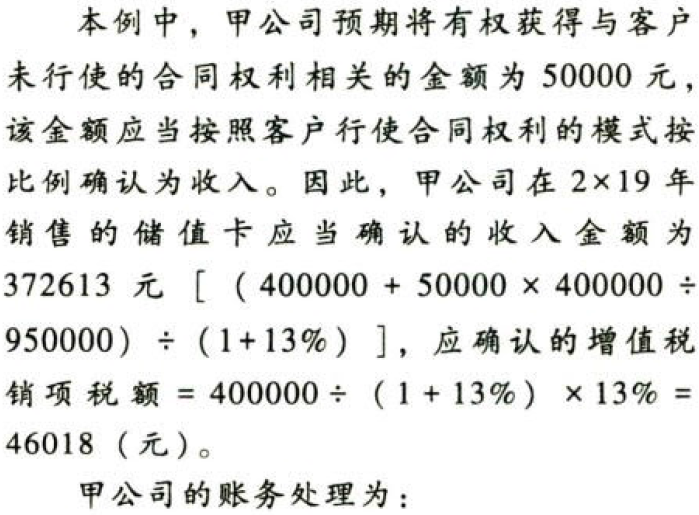 本例中，甲公司预期将有权获得与客户
未行使的合同权利相关的金额为 50000 元，
该金额应当按照客户行使合同权利的模式按
比例确认为收入。因此，甲公司在 2×19 年
销售的储值卡应当确认的收入金额为
372613 元 [ （400000 + 50000 × 400000 ÷
950000）÷（1+13%）]，应确认的增值税
销项税额 = 400000÷（1 + 13%）×13% =
46018（元）。
甲公司的账务处理为：